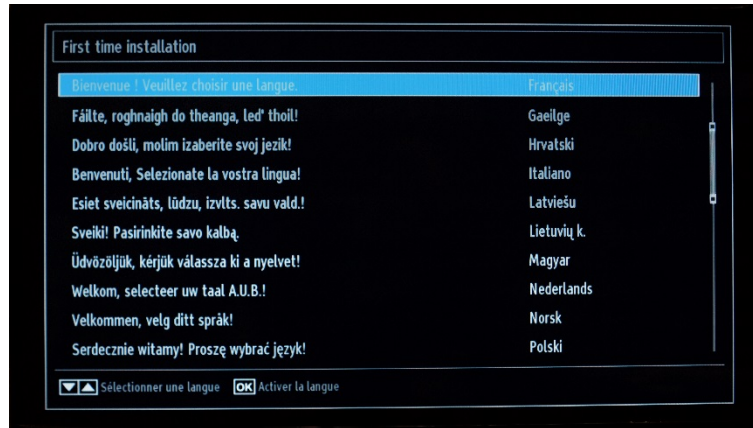 First time installation
Bienvenue ! Veuillez choisir une langue. Français
Fáilte, roghnaigh do theanga, led' thoil! Gaeilge
Dobro došli, molim izaberite svoj jezik! Hrvatski
Benvenuti, Selezionate la vostra lingua! Italiano
Esiet sveicināts, lūdzu, izvlts. savu vald.! Latviešu
Sveiki! Pasirinkite savo kalbą. Lietuvių k.
Üdvözöljük, kérjük válassza ki a nyelvet! Magyar
Welkom, selecteer uw taal A.U.B.! Nederlands
Velkommen, velg ditt språk! Norsk
Serdecznie witamy! Proszę wybrać język! Polski
Sélectionner une langue OK Activer la langue